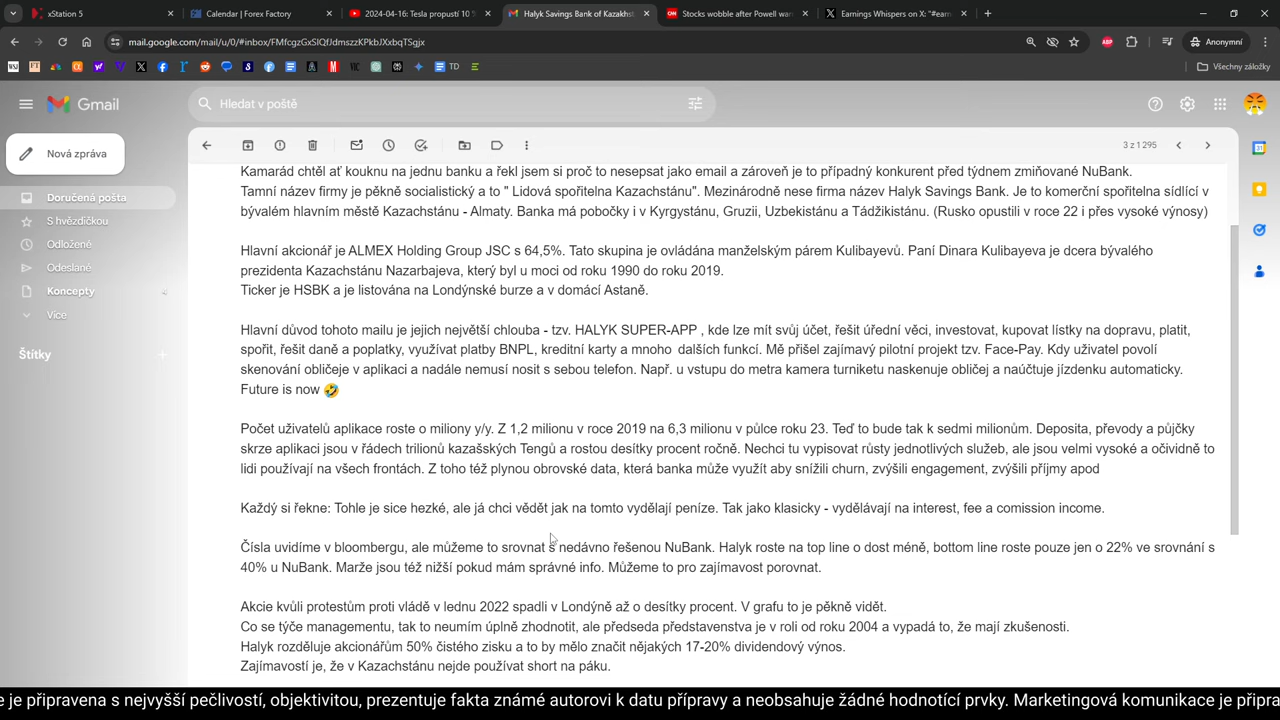 xStation 5
Calendar | Forex Factory
2024-04-16: Tesla propustí 10 5
Halyk Savings Bank of Kazakhst
Stocks wobble after Powell war
Earnings Whispers on X: "#earn
mail.google.com/mail/u/0/#inbox/
Anonymní
TD
Všechny záložky
Gmail
Hledat v poště
Nová zpráva
3 z 1 295
Doručená pošta
S hvězdičkou
Odložené
Odeslané
Koncepty
4
Více
Štítky
Kamarád chtěl ať kouknu na jednu banku a řekl jsem si proč to nesepsat jako email a zároveň je to případný konkurent před týdnem zmiňované NuBank.
Tamní název firmy je pěkně socialistický a to " Lidová spořitelna Kazachstánu". Mezinárodně nese firma název Halyk Savings Bank. Je to komerční spořitelna sídlící v
bývalém hlavním městě Kazachstánu - Almaty. Banka má pobočky i v Kyrgystánu, Gruzii, Uzbekistánu a Tádžikistánu. (Rusko opustili v roce 22 i přes vysoké výnosy)
Hlavní akcionář je ALMEX Holding Group JSC s 64,5%. Tato skupina je ovládána manželským párem Kulibayevů. Paní Dinara Kulibayeva je dcera bývalého
prezidenta Kazachstánu Nazarbajeva, který byl u moci od roku 1990 do roku 2019.
Ticker je HSBK a je listována na Londýnské burze a v domácí Astaně.
Hlavní důvod tohoto mailu je jejich největší chlouba - tzv. HALYK SUPER-APP , kde lze mít svůj účet, řešit úřední věci, investovat, kupovat lístky na dopravu, platit,
spořit, řešit daně a poplatky, využívat platby BNPL, kreditní karty a mnoho dalších funkcí. Mě přišel zajímavý pilotní projekt tzv. Face-Pay. Kdy uživatel povolí
skenování obličeje v aplikaci a nadále nemusí nosit s sebou telefon. Např. u vstupu do metra kamera turniketu naskenuje obličej a naúčtuje jízdenku automaticky.
Future is now 🤣
Počet uživatelů aplikace roste o miliony y/y. Z 1,2 milionu v roce 2019 na 6,3 milionu v půlce roku 23. Teď to bude tak k sedmi milionům. Deposita, převody a půjčky
skrze aplikaci jsou v řádech trilionů kazašských Tengů a rostou desítky procent ročně. Nechci tu vypisovat růsty jednotlivých služeb, ale jsou velmi vysoké a očividně to
lidi používají na všech frontách. Z toho též plynou obrovské data, která banka může využít aby snížili churn, zvýšili engagement, zvýšili příjmy apod
Každý si řekne: Tohle je sice hezké, ale já chci vědět jak na tomto vydělají peníze. Tak jako klasicky - vydělávají na interest, fee a comission income.
Čísla uvidíme v bloombergu, ale můžeme to srovnat s nedávno řešenou NuBank. Halyk roste na top line o dost méně, bottom line roste pouze jen o 22% ve srovnání s
40% u NuBank. Marže jsou též nižší pokud mám správné info. Můžeme to pro zajímavost porovnat.
Akcie kvůli protestům proti vládě v lednu 2022 spadli v Londýně až o desítky procent. V grafu to je pěkně vidět.
Co se týče managementu, tak to neumím úplně zhodnotit, ale předseda představenstva je v roli od roku 2004 a vypadá to, že mají zkušenosti.
Halyk rozděluje akcionářům 50% čistého zisku a to by mělo značit nějakých 17-20% dividendový výnos.
Zajímavostí je, že v Kazachstánu nejde používat short na páku.
e je připravena s nejvyšší pečlivostí, objektivitou, prezentuje fakta známé autorovi k datu přípravy a neobsahuje žádné hodnotící prvky. Marketingová komunikace je připra